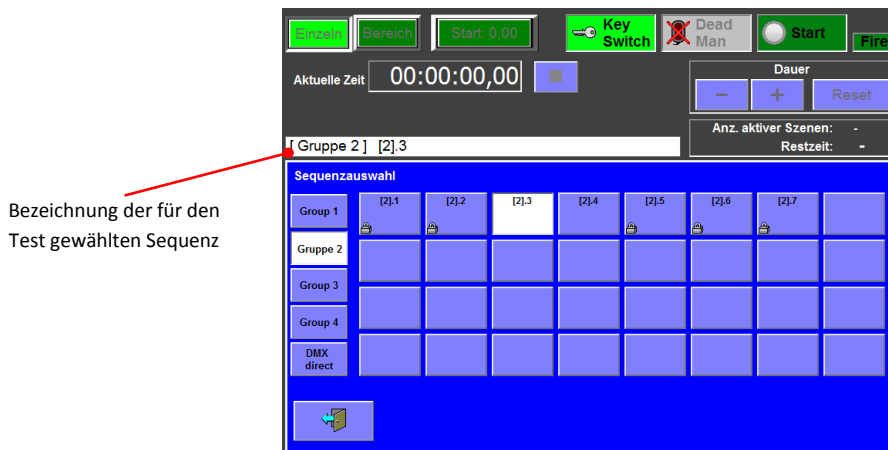 Einzeln Bereich Start: 0,00 Key Switch Dead Man Start Fire
Aktuelle Zeit 00:00:00,00
Dauer
- + Reset
Anz. aktiver Szenen: -
Restzeit: -
[ Gruppe 2 ] [2].3
Sequenzauswahl
Group 1 [2].1 [2].2 [2].3 [2].4 [2].5 [2].6 [2].7
Bezeichnung der für den
Test gewählten Sequenz
Gruppe 2
Group 3
Group 4
DMX
direct